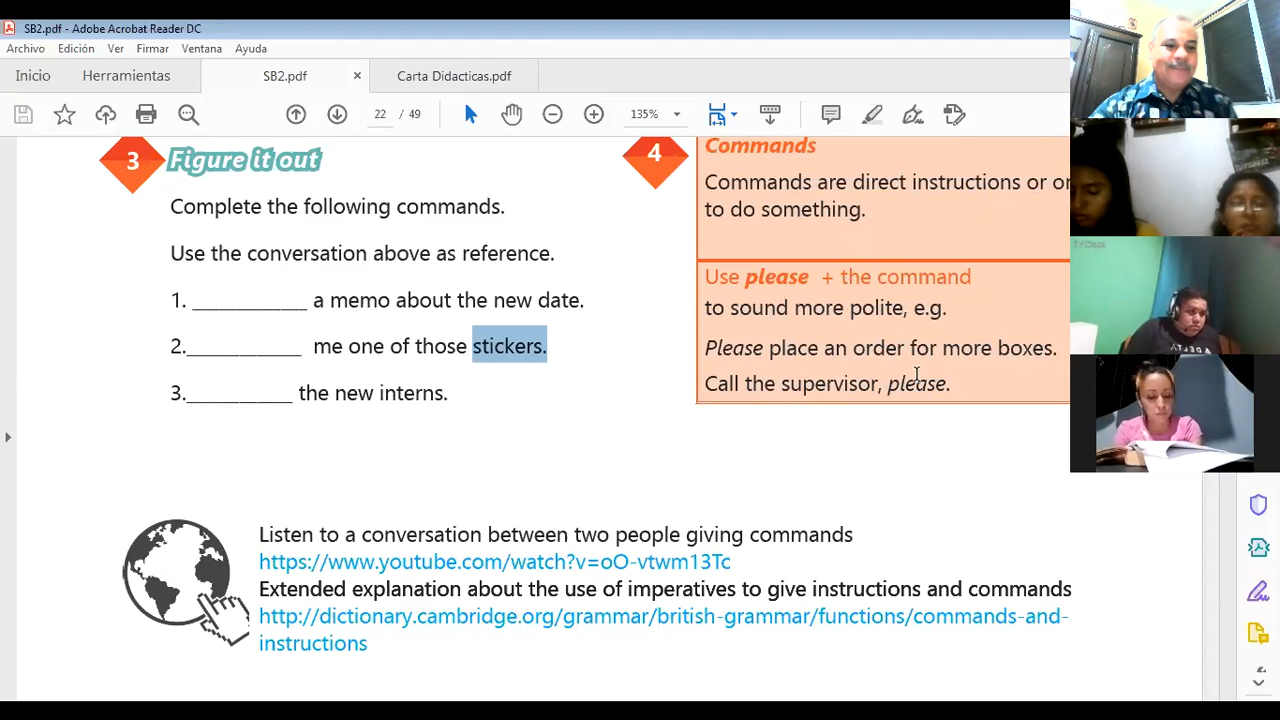 SB2.pdf - Adobe Acrobat Reader DC
Archivo Edición Ver Firmar Ventana Ayuda
Inicio Herramientas SB2.pdf × Carta Didacticas.pdf
22 / 49 135%
3 Figure it out
Complete the following commands.
Use the conversation above as reference.
1. ____________ a memo about the new date.
2.____________ me one of those stickers.
3.___________ the new interns.
4
Commands
Commands are direct instructions or or
to do something.
Use please + the command
to sound more polite, e.g.
Please place an order for more boxes.
Call the supervisor, please.
Listen to a conversation between two people giving commands
https://www.youtube.com/watch?v=oO-vtwm13Tc
Extended explanation about the use of imperatives to give instructions and commands
http://dictionary.cambridge.org/grammar/british-grammar/functions/commands-and-
instructions